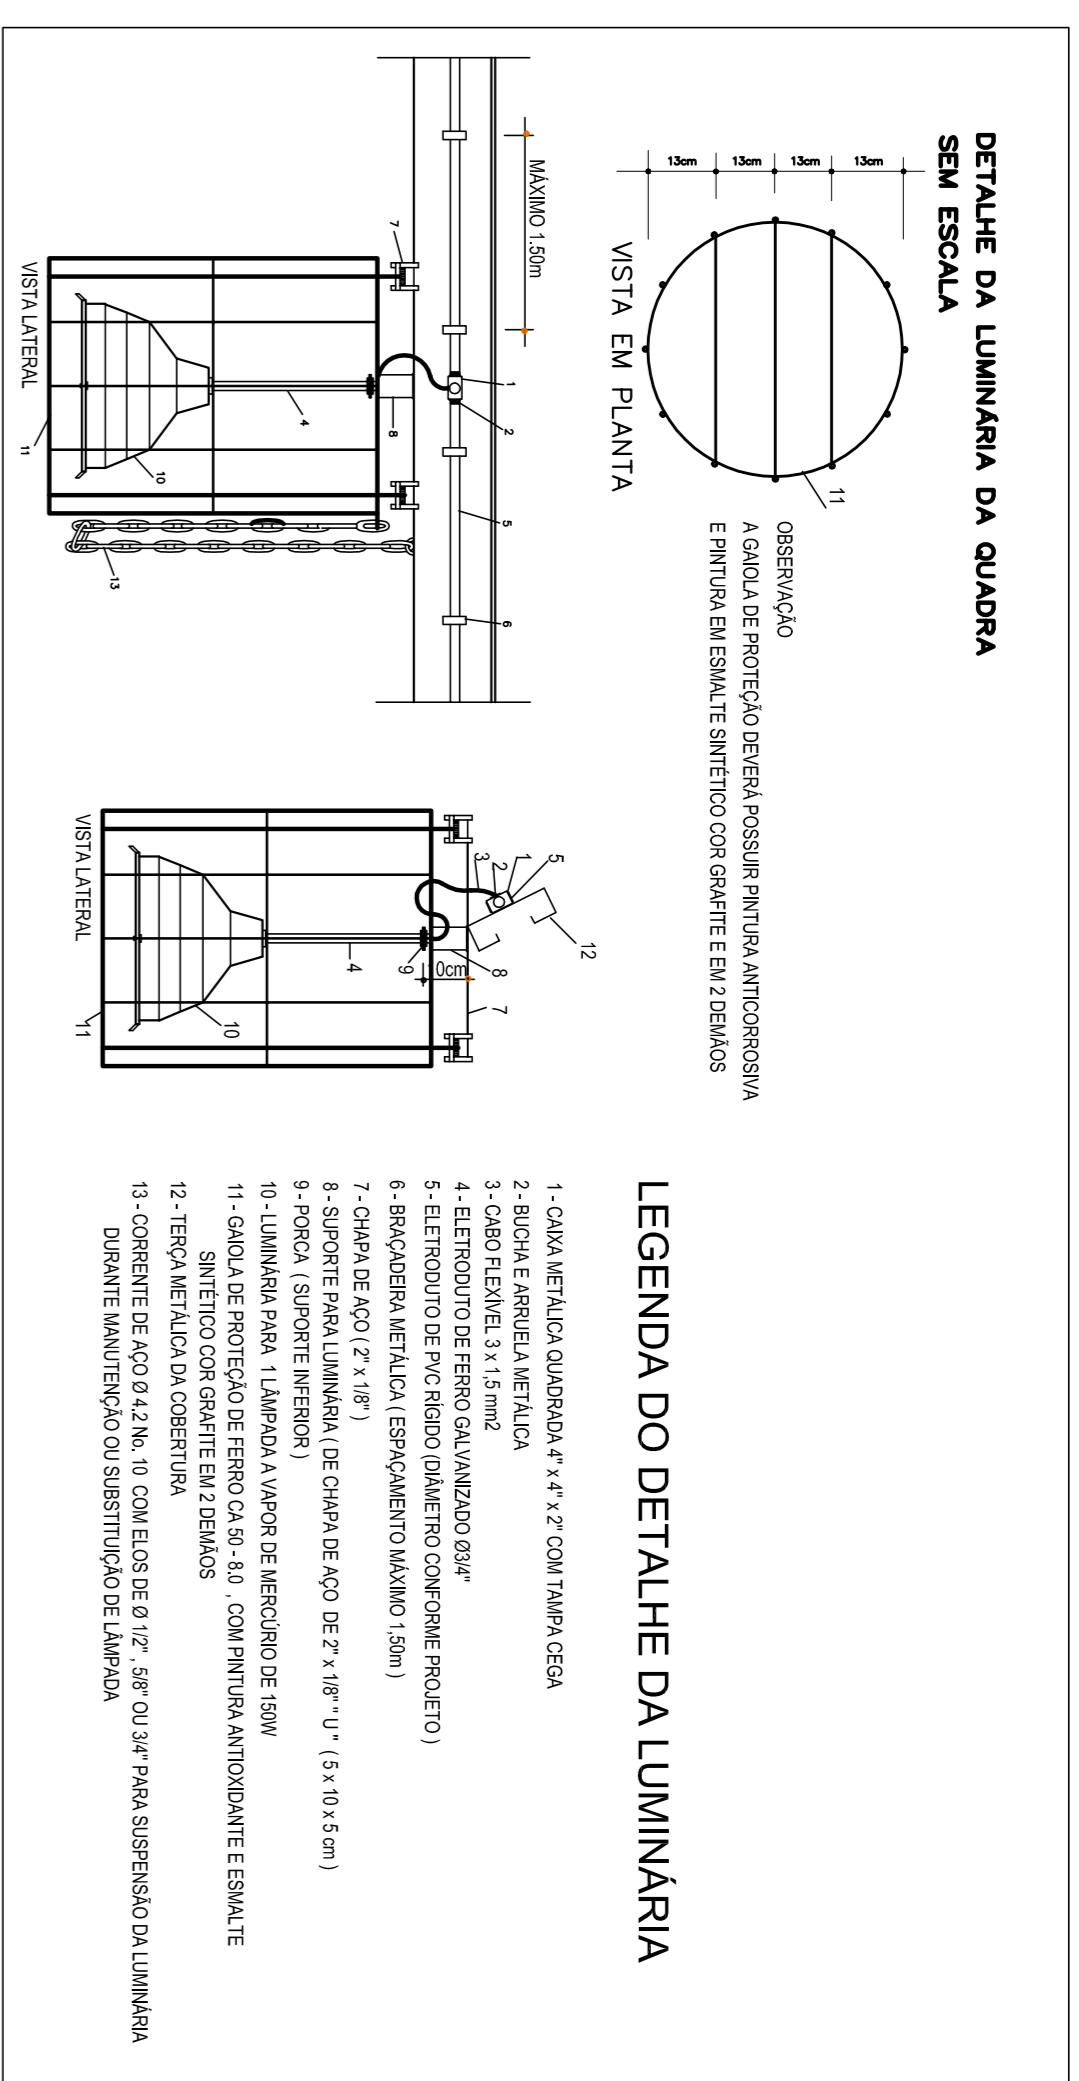 DETALHE DA LUMINÁRIA DA QUADRA
SEM ESCALA
13cm
13cm
13cm
13cm
11
VISTA EM PLANTA
OBSERVAÇÃO
A GAIOLA DE PROTEÇÃO DEVERÁ POSSUIR PINTURA ANTICORROSIVA
E PINTURA EM ESMALTE SINTÉTICO COR GRAFITE E EM 2 DEMÃOS
MÁXIMO 1.50m
1
2
5
6
7
8
4
10
13
11
VISTA LATERAL
5
1
2
3
12
8
7
9
10cm
4
10
11
VISTA LATERAL
LEGENDA DO DETALHE DA LUMINÁRIA
1 - CAIXA METÁLICA QUADRADA 4" x 4" x 2" COM TAMPA CEGA
2 - BUCHA E ARRUELA METÁLICA
3 - CABO FLEXÍVEL 3 x 1,5 mm2
4 - ELETRODUTO DE FERRO GALVANIZADO Ø3/4"
5 - ELETRODUTO DE PVC RÍGIDO (DIÂMETRO CONFORME PROJETO )
6 - BRAÇADEIRA METÁLICA ( ESPAÇAMENTO MÁXIMO 1,50m )
7 - CHAPA DE AÇO ( 2" x 1/8" )
8 - SUPORTE PARA LUMINÁRIA ( DE CHAPA DE AÇO DE 2" x 1/8" " U " ( 5 x 10 x 5 cm )
9 - PORCA ( SUPORTE INFERIOR )
10 - LUMINÁRIA PARA 1 LÂMPADA A VAPOR DE MERCÚRIO DE 150W
11 - GAIOLA DE PROTEÇÃO DE FERRO CA 50 - 8.0 , COM PINTURA ANTIOXIDANTE E ESMALTE
SINTÉTICO COR GRAFITE EM 2 DEMÃOS
12 - TERÇA METÁLICA DA COBERTURA
13 - CORRENTE DE AÇO Ø 4.2 No. 10 COM ELOS DE Ø 1/2" , 5/8" OU 3/4" PARA SUSPENSÃO DA LUMINÁRIA
DURANTE MANUTENÇÃO OU SUBSTITUIÇÃO DE LÂMPADA